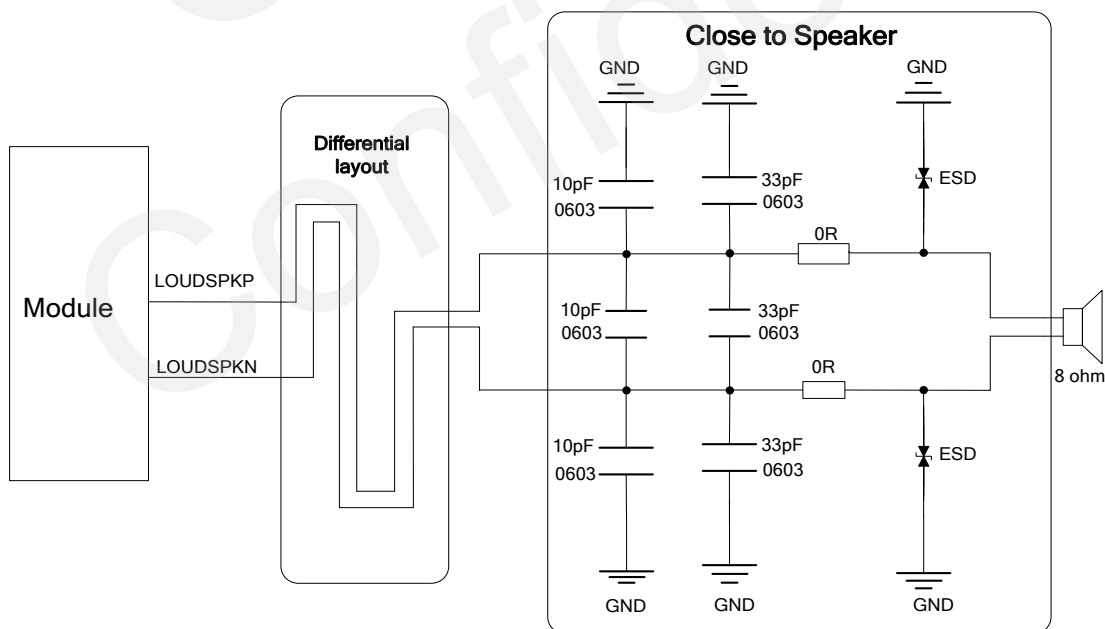 Close to Speaker
GND
GND
GND
Differential
layout
10pF
0603
33pF
0603
ESD
0R
LOUDSPKP
Module
10pF
0603
33pF
0603
LOUDSPKN
0R
8 ohm
10pF
0603
33pF
0603
ESD
GND
GND
GND